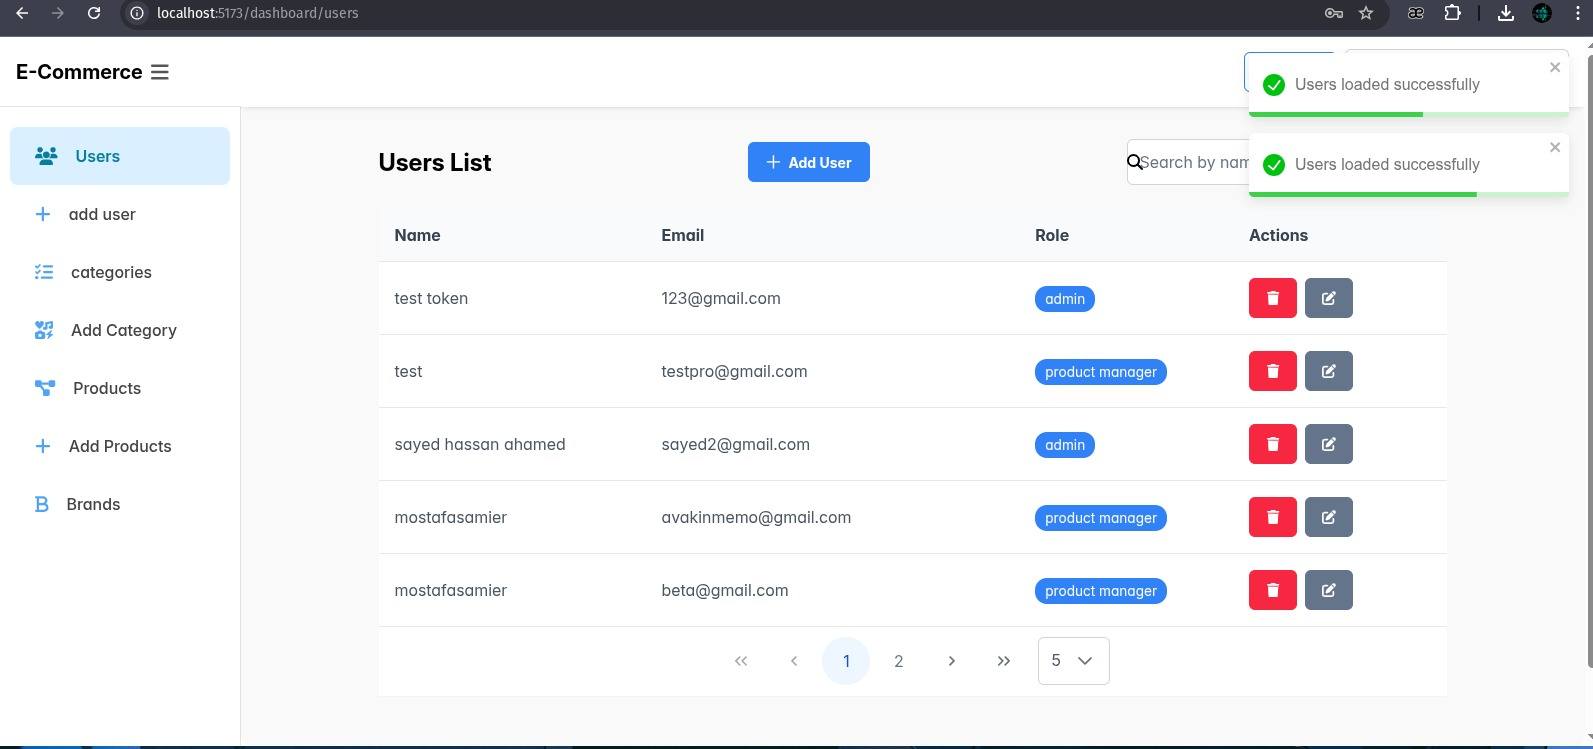 localhost:5173/dashboard/users
E-Commerce
Users loaded successfully
Users loaded successfully
Users
add user
categories
Add Category
Products
Add Products
Brands
Users List
Add User
Search by nam
Name Email Role Actions
test token 123@gmail.com admin
test testpro@gmail.com product manager
sayed hassan ahamed sayed2@gmail.com admin
mostafasamier avakinmemo@gmail.com product manager
mostafasamier beta@gmail.com product manager
1 2 5